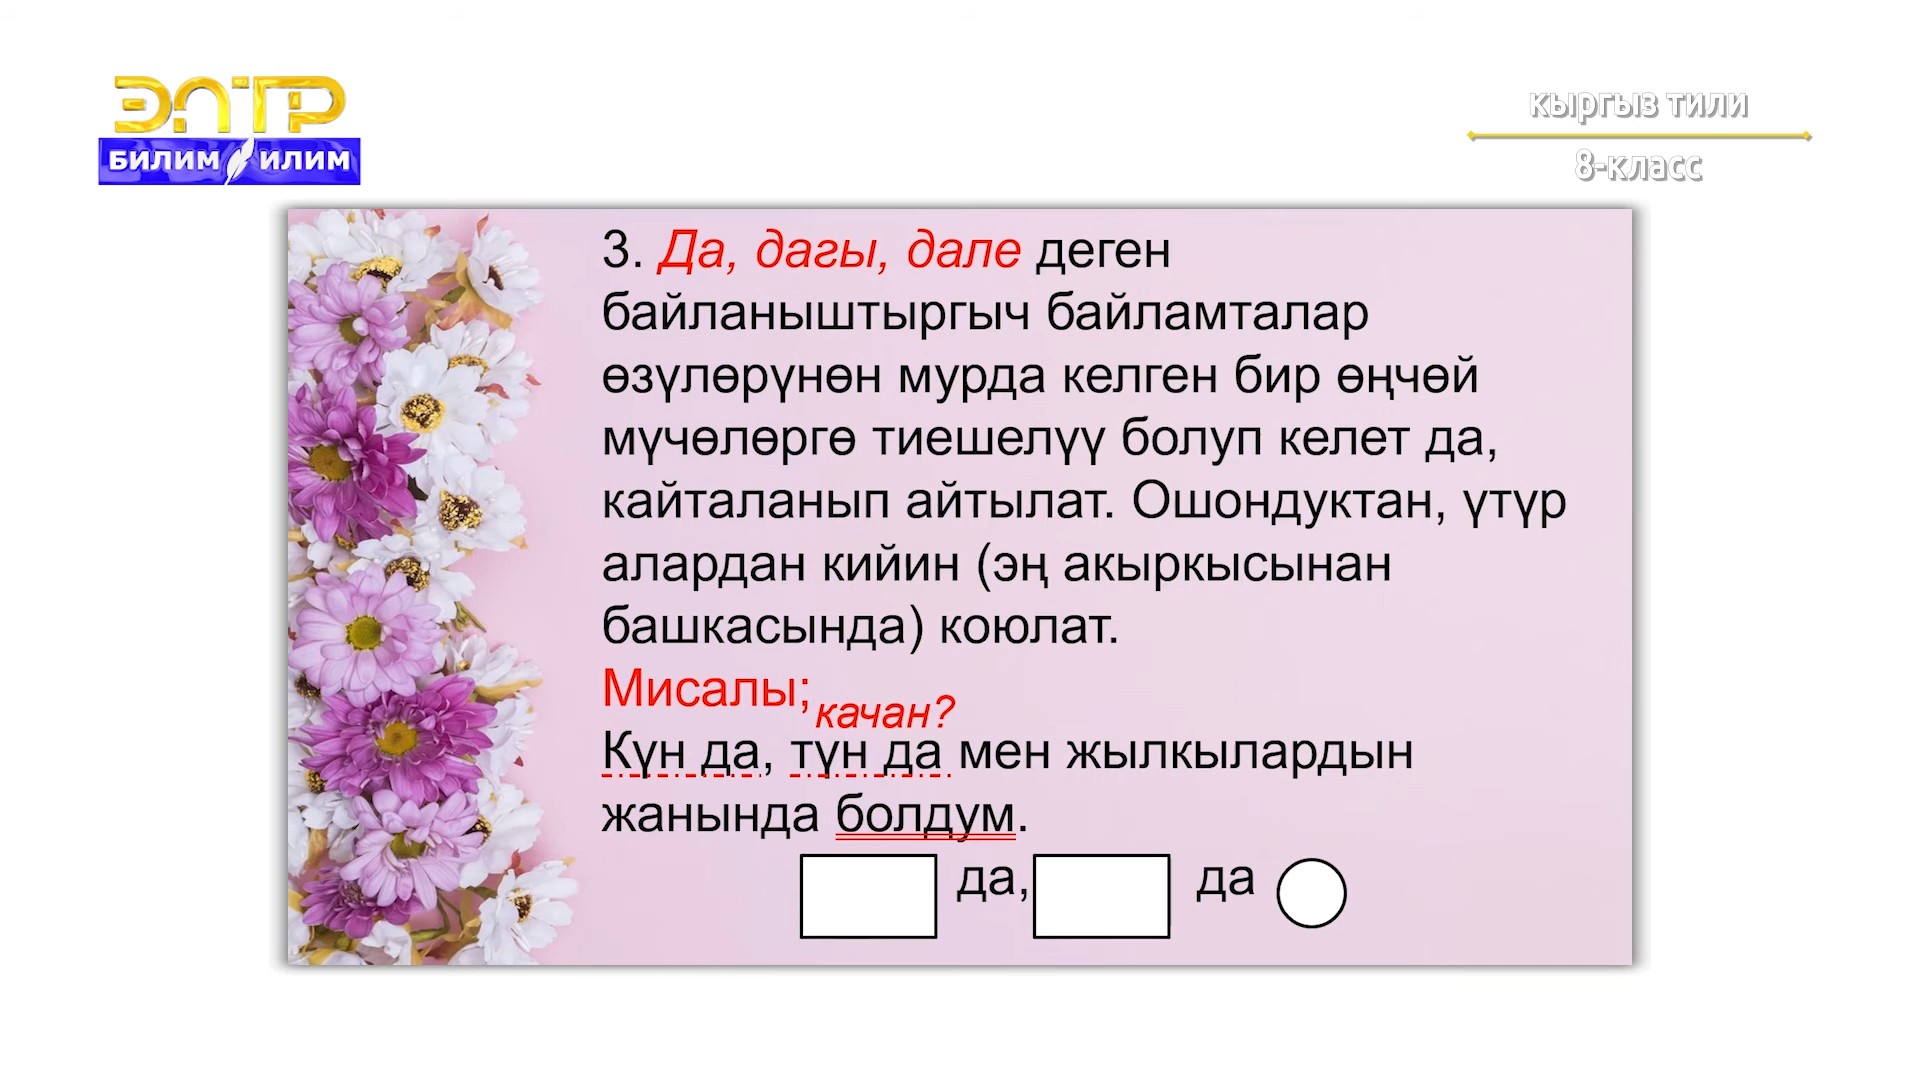 ЭЛТР
БИЛИМ ИЛИМ
кыргыз тили
8-класс
3. Да, дагы, дале деген
байланыштыргыч байламталар
өзүлөрүнөн мурда келген бир өңчөй
мүчөлөргө тиешелүү болуп келет да,
кайталанып айтылат. Ошондуктан, үтүр
алардан кийин (эң акыркысынан
башкасында) коюлат.
Мисалы;
качан?
Күн да, түн да мен жылкылардын
жанында болдум.
да, да